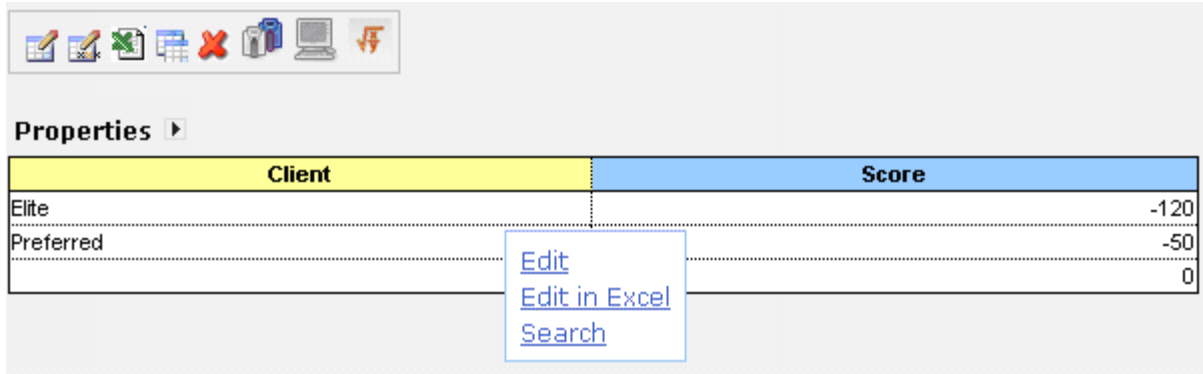 Properties
Client Score
Elite -120
Preferred -50
0
Edit
Edit in Excel
Search